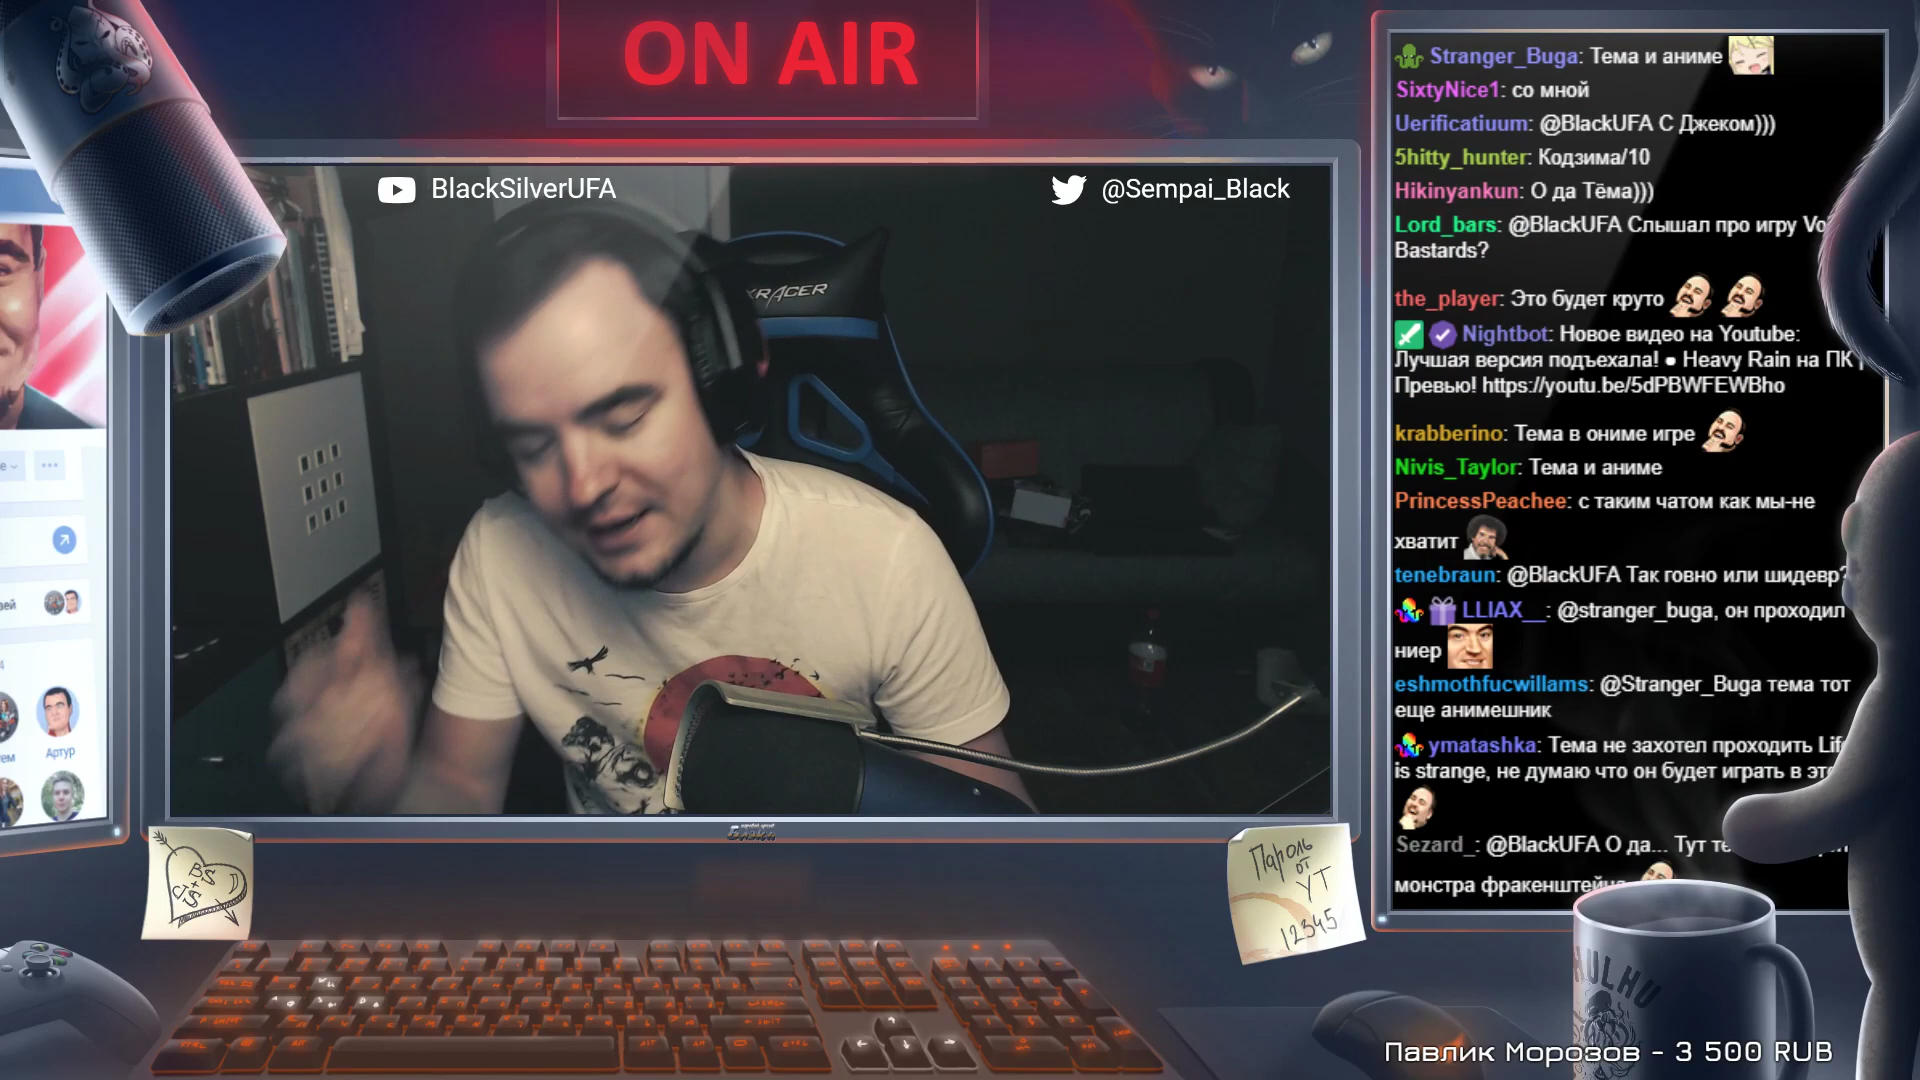 ON AIR
BlackSilverUFA
@Sempai_Black
XRACER
Артур
B
S
+
J
S
Пароль
от
YT
12345
Stranger_Buga: Тема и аниме
SixtyNice1: со мной
Uerificatiuum: @BlackUFA С Джеком)))
5hitty_hunter: Кодзима/10
Hikinyankun: О да Тёма)))
Lord_bars: @BlackUFA Слышал про игру
Bastards?
the_player: Это будет круто
Nightbot: Новое видео на Youtube:
Лучшая версия подъехала! ● Heavy Rain на ПК |
Превью! https://youtu.be/5dPBWFEWBho
krabberino: Тема в ониме игре
Nivis_Taylor: Тема и аниме
PrincessPeachee: с таким чатом как мы-не
хватит
tenebraun: @BlackUFA Так говно или шидевр?
LLIAX__: @stranger_buga, он проходил
ниер
eshmothfucwillams: @Stranger_Buga тема тот
еще анимешник
ymatashka: Тема не захотел проходить
is strange, не думаю что он будет играть в
Sezard_: @BlackUFA О да... Тут
монстра
Павлик Морозов - 3 500 RUB